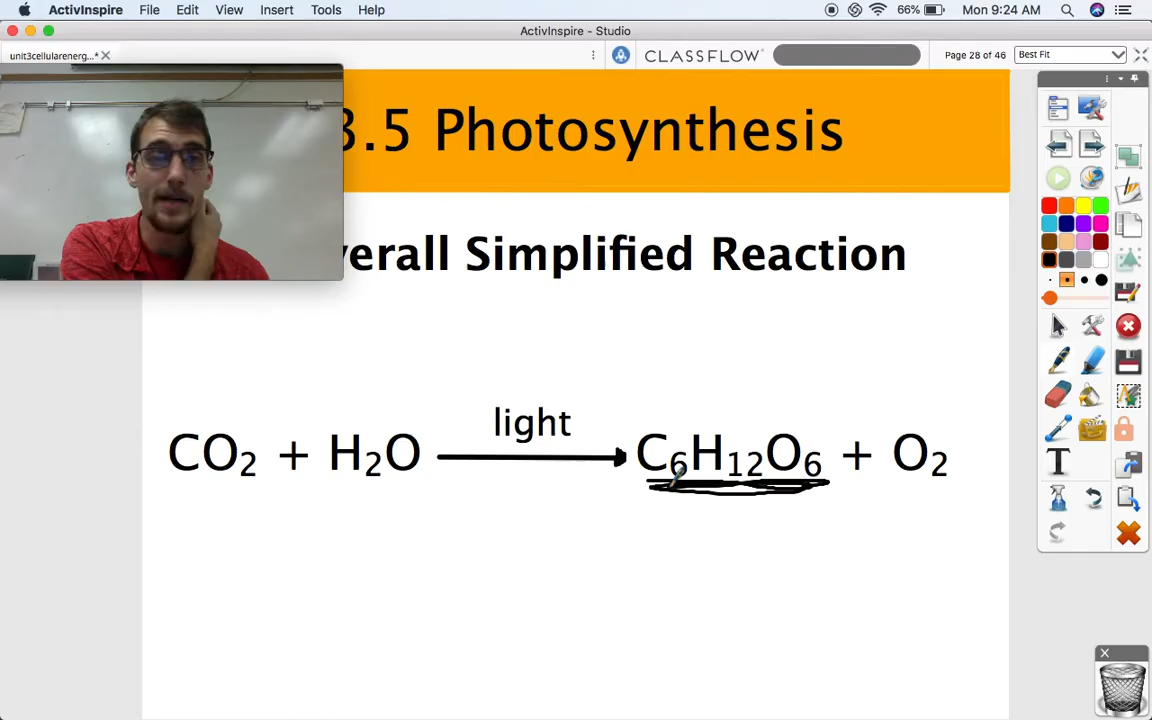 ActivInspire File Edit View Insert Tools Help 66% Mon 9:24 AM
ActivInspire - Studio
unit3cellularenerg...*
CLASSFLOW
Page 28 of 46
Best Fit
3.5 Photosynthesis
verall Simplified Reaction
light
CO₂ + H₂O C₆H₁₂O₆ + O₂
T